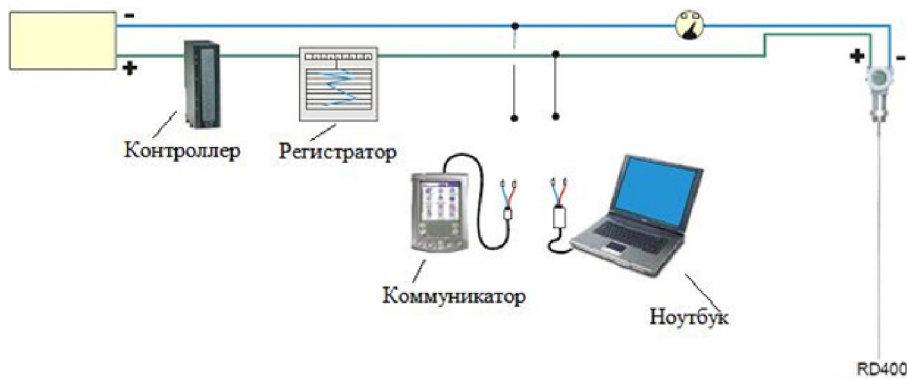 -
+
+
-
Контроллер
Регистратор
Коммуникатор
Ноутбук
RD400